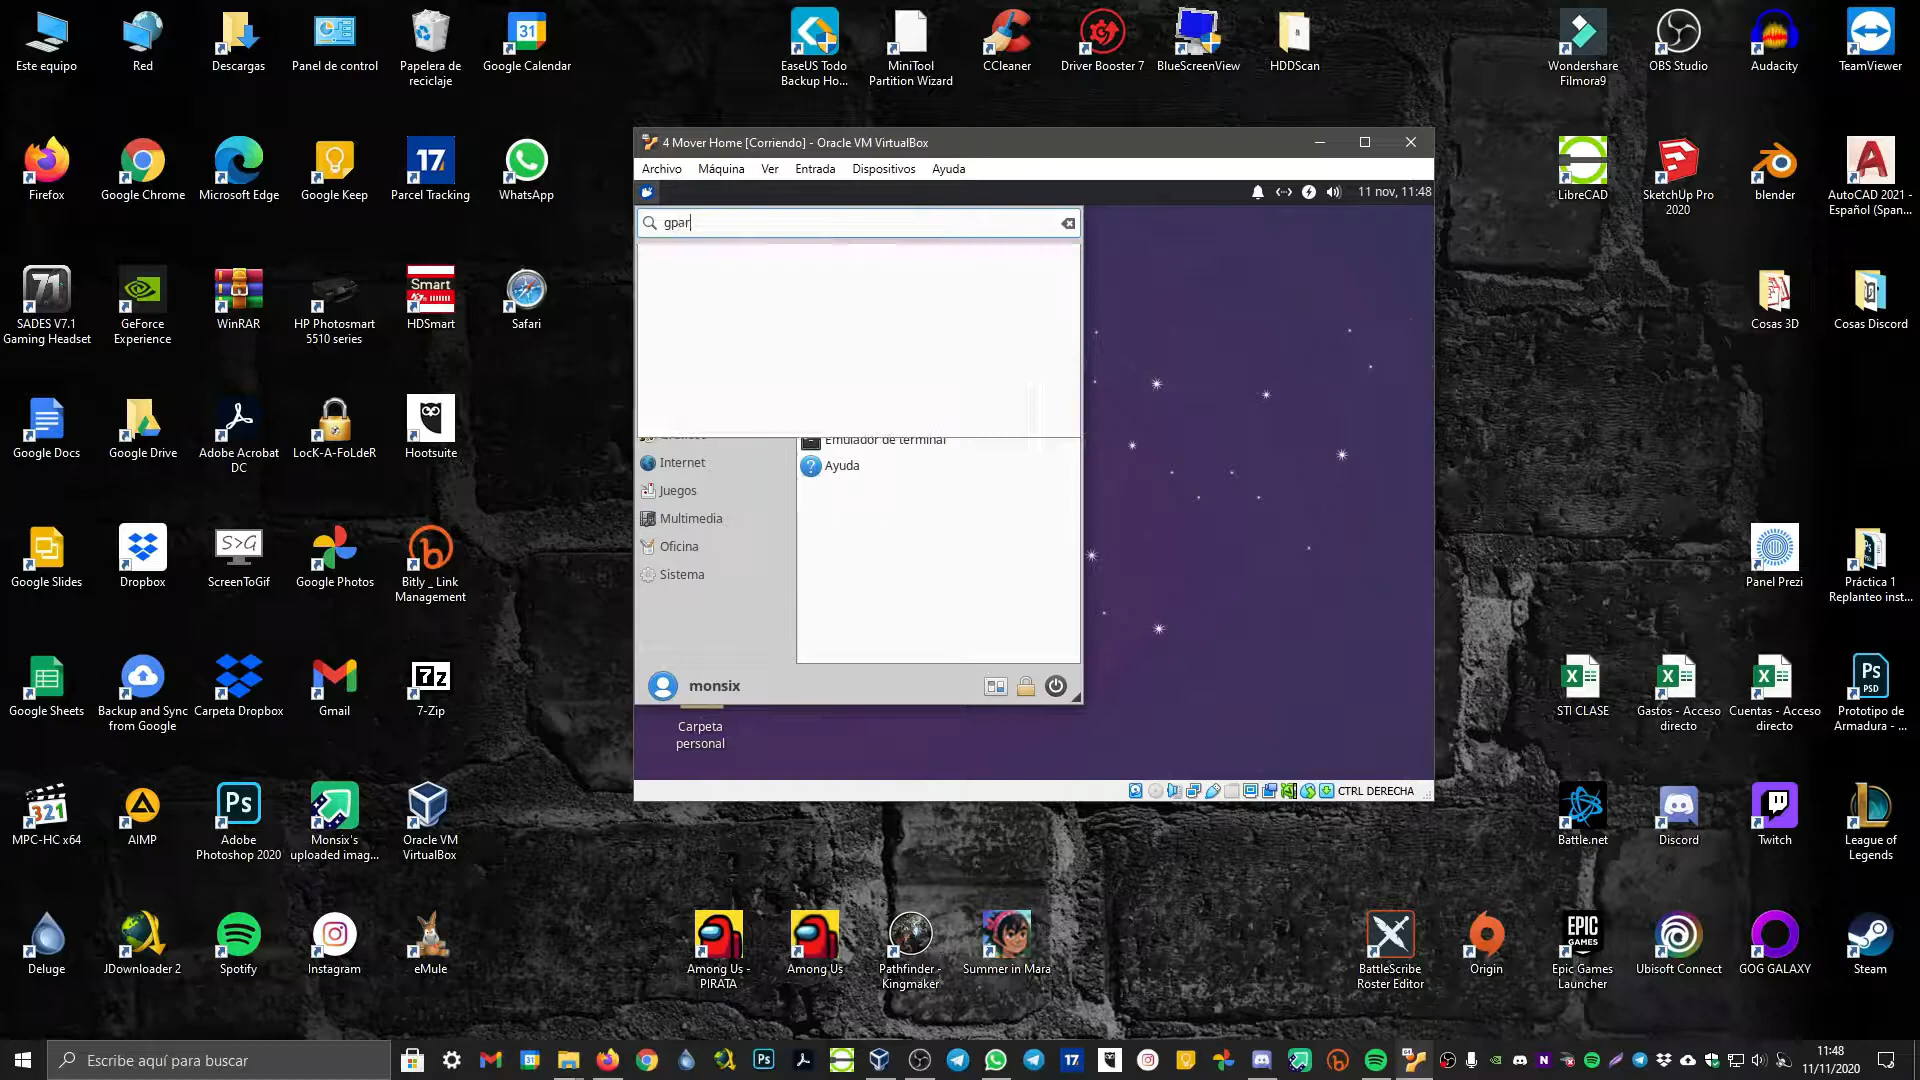 Este equipo
Red
Descargas
Panel de control
Papelera de
reciclaje
Google Calendar
EaseUS Todo
Backup Ho...
MiniTool
Partition Wizard
CCleaner
Driver Booster 7
BlueScreenView
HDDScan
Wondershare
Filmora9
OBS Studio
Audacity
TeamViewer
Firefox
Google Chrome
Microsoft Edge
Google Keep
17
Parcel Tracking
WhatsApp
LibreCAD
SketchUp Pro
2020
blender
AutoCAD 2021 -
Español (Span...
SADES V7.1
Gaming Headset
GeForce
Experience
WinRAR
HP Photosmart
5510 series
Smart
HDSmart
Safari
Cosas 3D
Cosas Discord
Google Docs
Google Drive
Adobe Acrobat
DC
LocK-A-FoLdeR
Hootsuite
Google Slides
Dropbox
S>G
ScreenToGif
Google Photos
Bitly _ Link
Management
Panel Prezi
Práctica 1
Replanteo inst...
Google Sheets
Backup and Sync
from Google
Carpeta Dropbox
Gmail
7z
7-Zip
STI CLASE
Gastos - Acceso
directo
Cuentas - Acceso
directo
Ps
PSD
Prototipo de
Armadura - ...
321
MPC-HC x64
AIMP
Ps
Adobe
Photoshop 2020
Monsix's
uploaded imag...
Oracle VM
VirtualBox
Battle.net
Discord
Twitch
League of
Legends
Deluge
JDownloader 2
Spotify
Instagram
eMule
Among Us -
PIRATA
Among Us
Pathfinder -
Kingmaker
Summer in Mara
BattleScribe
Roster Editor
Origin
EPIC
GAMES
Epic Games
Launcher
Ubisoft Connect
GOG GALAXY
Steam
4 Mover Home [Corriendo] - Oracle VM VirtualBox
Archivo Máquina Ver Entrada Dispositivos Ayuda
11 nov, 11:48
gpar
Emulador de terminal
Internet
Ayuda
Juegos
Multimedia
Oficina
Sistema
monsix
Carpeta
personal
CTRL DERECHA
Escribe aquí para buscar
11:48
11/11/2020